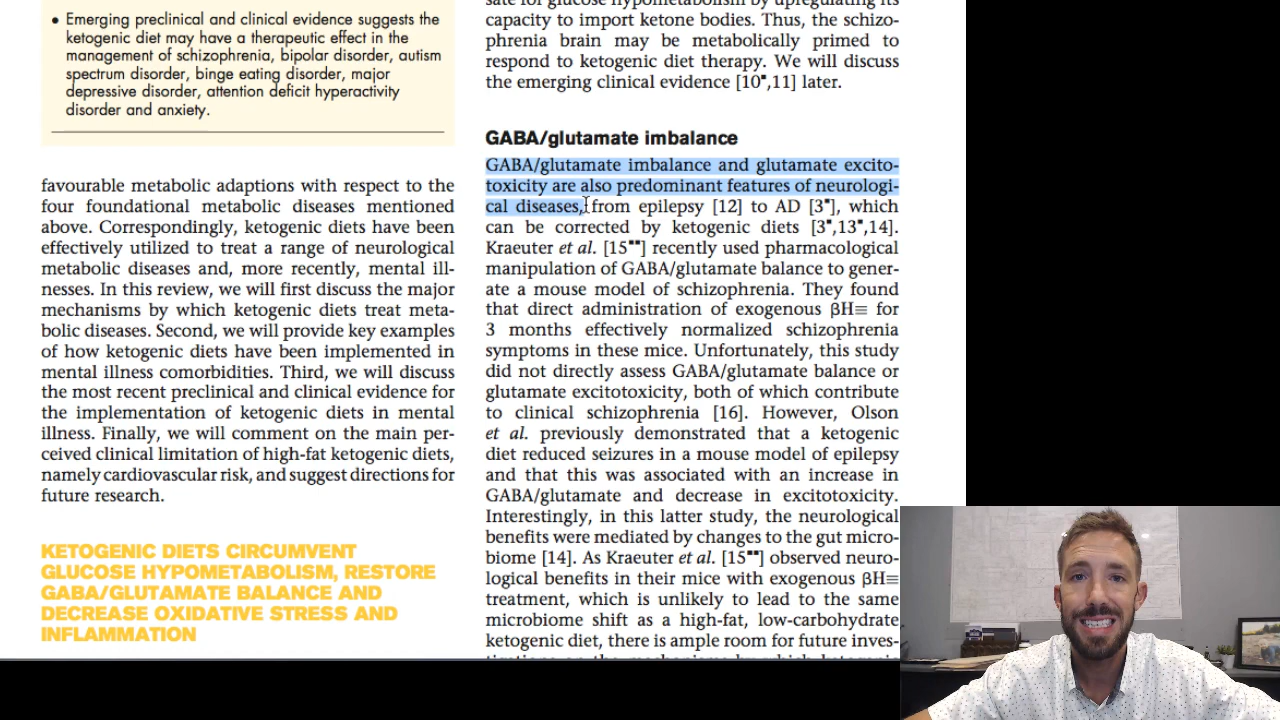 • Emerging preclinical and clinical evidence suggests the
ketogenic diet may have a therapeutic effect in the
management of schizophrenia, bipolar disorder, autism
spectrum disorder, binge eating disorder, major
depressive disorder, attention deficit hyperactivity
disorder and anxiety.
favourable metabolic adaptions with respect to the
four foundational metabolic diseases mentioned
above. Correspondingly, ketogenic diets have been
effectively utilized to treat a range of neurological
metabolic diseases and, more recently, mental ill-
nesses. In this review, we will first discuss the major
mechanisms by which ketogenic diets treat meta-
bolic diseases. Second, we will provide key examples
of how ketogenic diets have been implemented in
mental illness comorbidities. Third, we will discuss
the most recent preclinical and clinical evidence for
the implementation of ketogenic diets in mental
illness. Finally, we will comment on the main per-
ceived clinical limitation of high-fat ketogenic diets,
namely cardiovascular risk, and suggest directions for
future research.
KETOGENIC DIETS CIRCUMVENT
GLUCOSE HYPOMETABOLISM, RESTORE
GABA/GLUTAMATE BALANCE AND
DECREASE OXIDATIVE STRESS AND
INFLAMMATION
sate for glucose hypometabolism by upregulating its
capacity to import ketone bodies. Thus, the schizo-
phrenia brain may be metabolically primed to
respond to ketogenic diet therapy. We will discuss
the emerging clinical evidence [10▪,11] later.
GABA/glutamate imbalance
GABA/glutamate imbalance and glutamate excito-
toxicity are also predominant features of neurologi-
cal diseases, from epilepsy [12] to AD [3▪], which
can be corrected by ketogenic diets [3▪,13▪,14].
Kraeuter et al. [15▪▪] recently used pharmacological
manipulation of GABA/glutamate balance to gener-
ate a mouse model of schizophrenia. They found
that direct administration of exogenous βH≡ for
3 months effectively normalized schizophrenia
symptoms in these mice. Unfortunately, this study
did not directly assess GABA/glutamate balance or
glutamate excitotoxicity, both of which contribute
to clinical schizophrenia [16]. However, Olson
et al. previously demonstrated that a ketogenic
diet reduced seizures in a mouse model of epilepsy
and that this was associated with an increase in
GABA/glutamate and decrease in excitotoxicity.
Interestingly, in this latter study, the neurological
benefits were mediated by changes to the gut micro-
biome [14]. As Kraeuter et al. [15▪▪] observed neuro-
logical benefits in their mice with exogenous βH≡
treatment, which is unlikely to lead to the same
microbiome shift as a high-fat, low-carbohydrate
ketogenic diet, there is ample room for future inves-